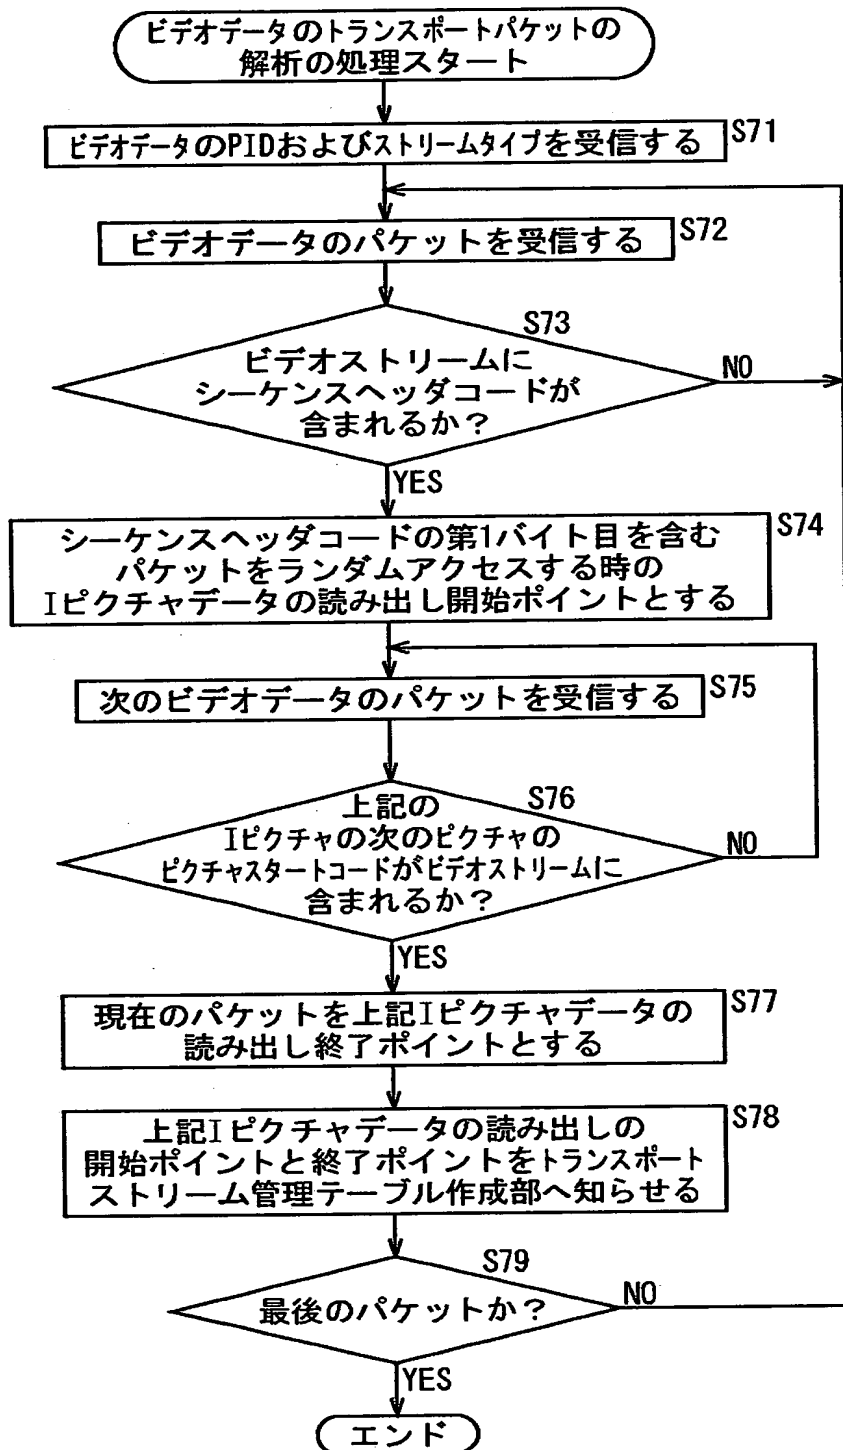 ビデオデータのトランスポートパケットの
解析の処理スタート
ビデオデータのPIDおよびストリームタイプを受信する
S71
ビデオデータのパケットを受信する
S72
S73
ビデオストリームに
シーケンスヘッダコードが
含まれるか?
NO
YES
シーケンスヘッダコードの第1バイト目を含む
パケットをランダムアクセスする時の
Iピクチャデータの読み出し開始ポイントとする
S74
次のビデオデータのパケットを受信する
S75
S76
上記の
Iピクチャの次のピクチャの
ピクチャスタートコードがビデオストリームに
含まれるか?
NO
YES
現在のパケットを上記Iピクチャデータの
読み出し終了ポイントとする
S77
上記Iピクチャデータの読み出しの
開始ポイントと終了ポイントをトランスポート
ストリーム管理テーブル作成部へ知らせる
S78
S79
最後のパケットか?
NO
YES
エンド